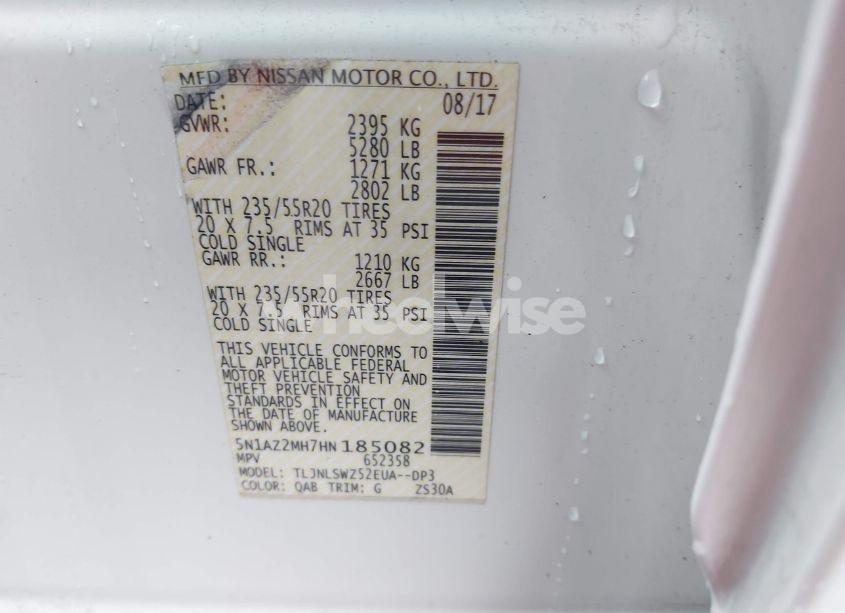 MFD BY NISSAN MOTOR CO., LTD.
DATE: 08/17
GVWR: 2395 KG
5280 LB
GAWR FR.: 1271 KG
2802 LB
WITH 235/55R20 TIRES
20 X 7.5 RIMS AT 35 PSI
COLD SINGLE
GAWR RR.: 1210 KG
2667 LB
WITH 235/55R20 TIRES
20 X 7.5 RIMS AT 35 PSI
COLD SINGLE
wheelwise
THIS VEHICLE CONFORMS TO
ALL APPLICABLE FEDERAL
MOTOR VEHICLE SAFETY AND
THEFT PREVENTION
STANDARDS IN EFFECT ON
THE DATE OF MANUFACTURE
SHOWN ABOVE.
5N1AZ2MH7HN185082
MPV 652358
MODEL: TLJNLSWZ52EUA--DP3
COLOR: QAB TRIM: G ZS30A